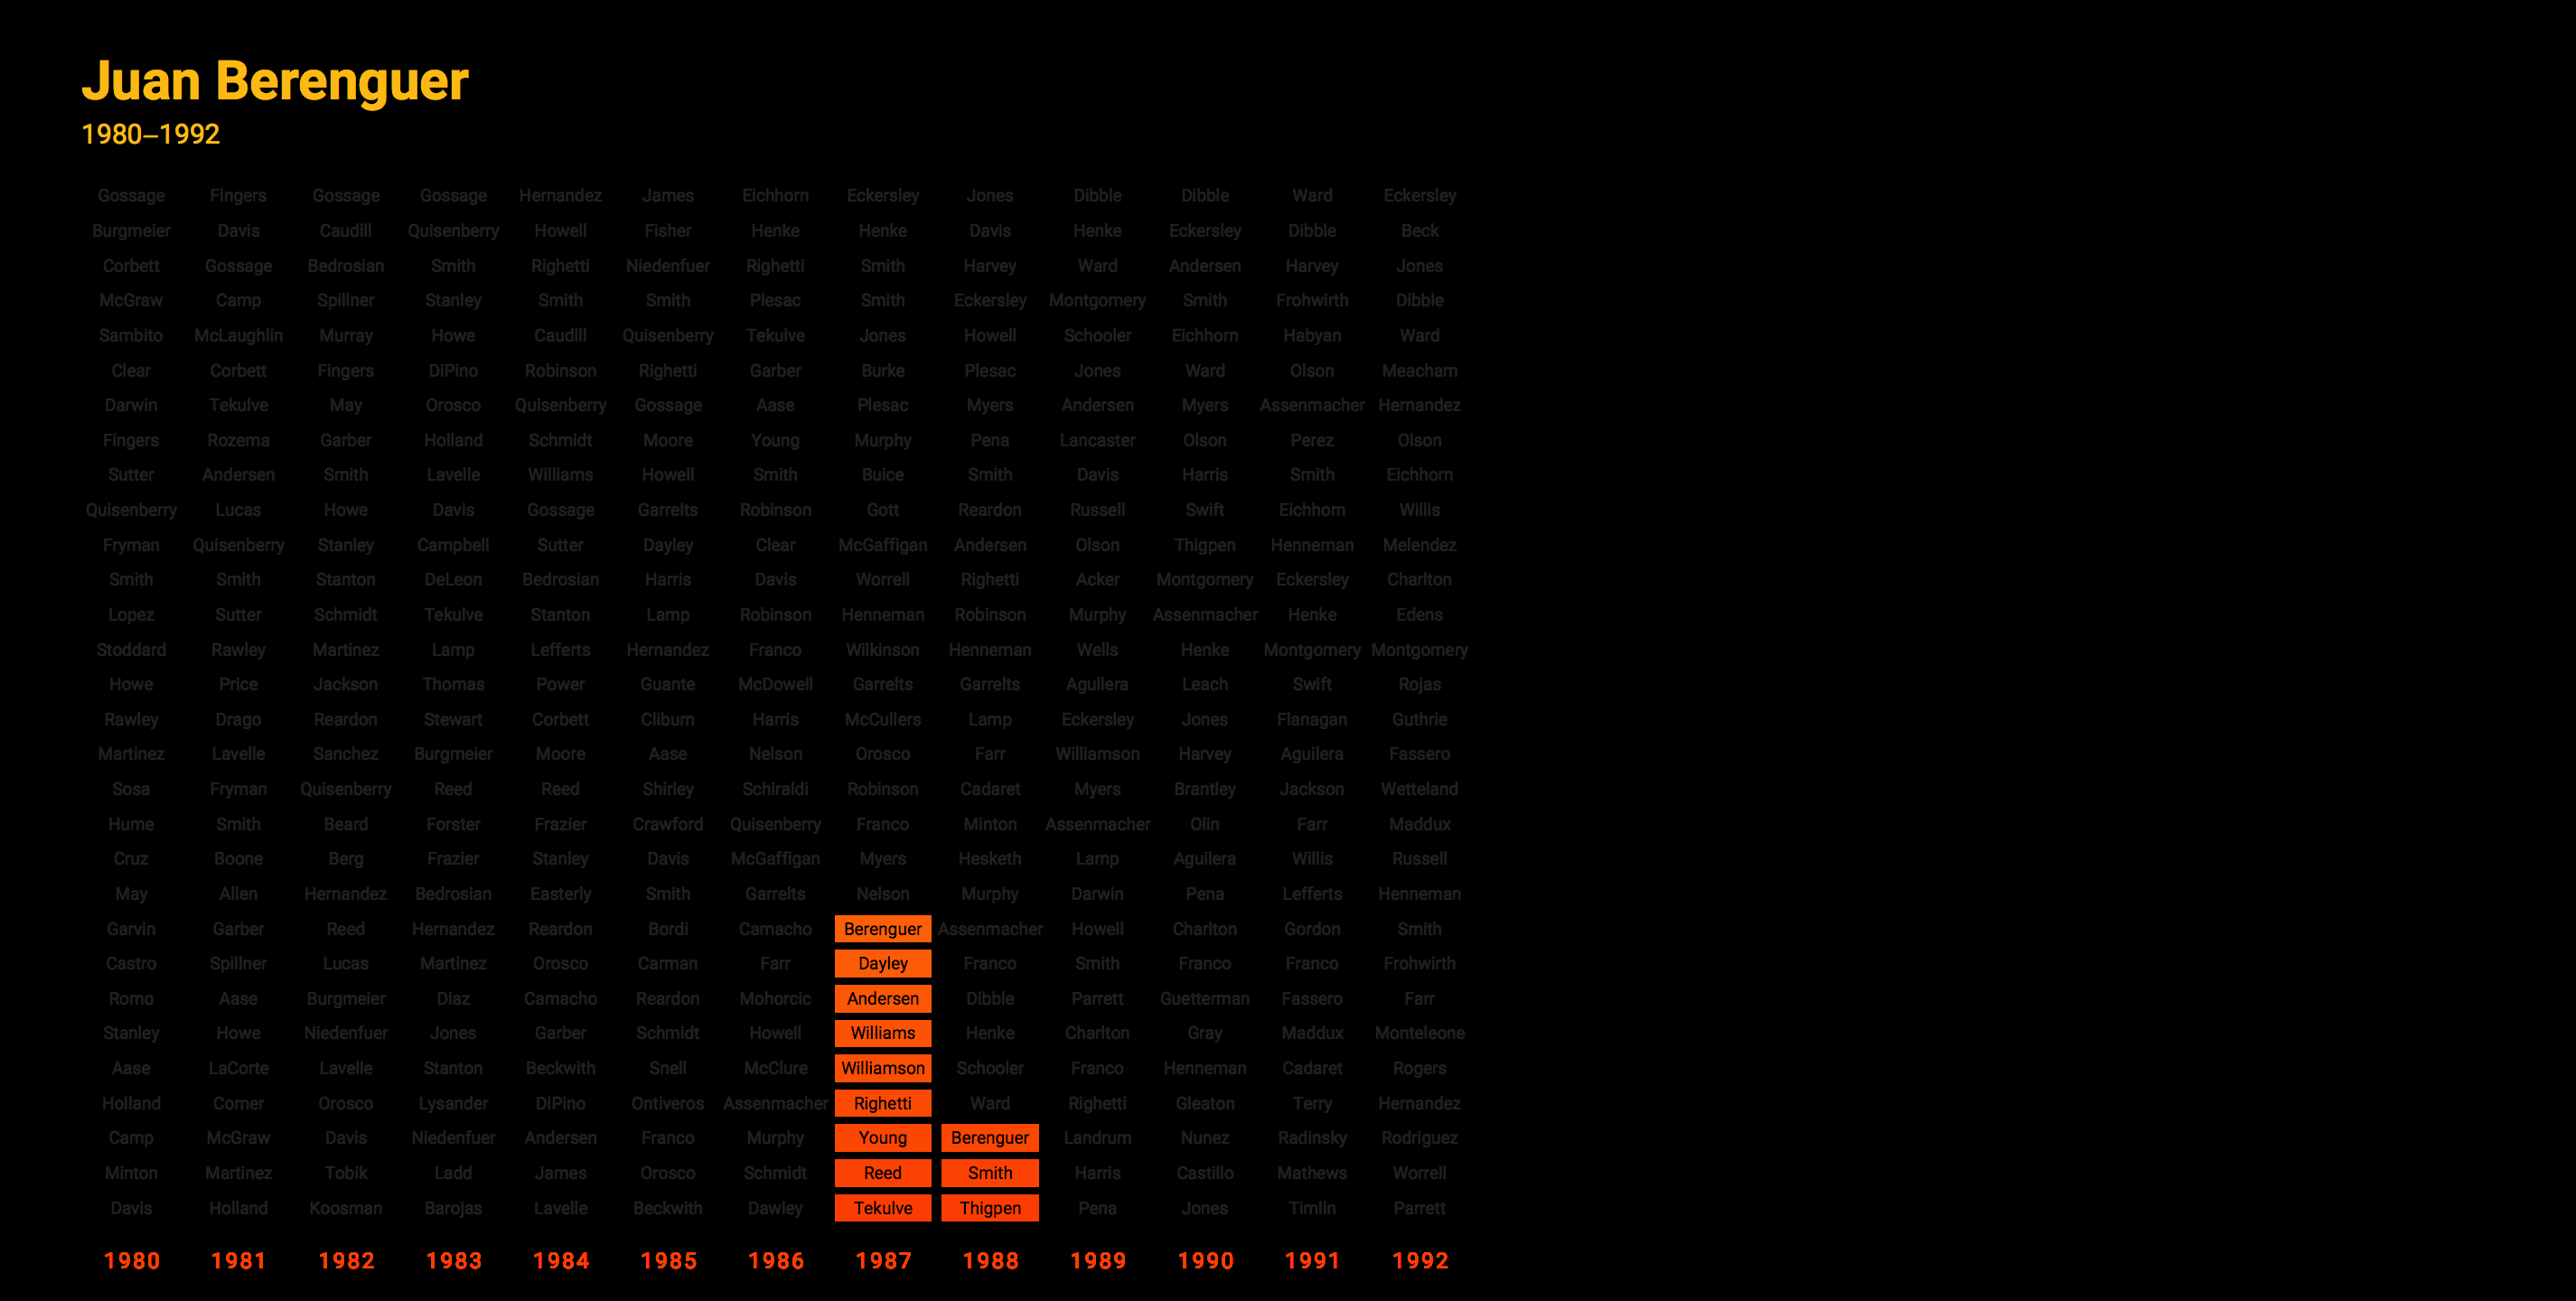 Juan Berenguer
1980–1992
Gossage Fingers Gossage Gossage Hernandez James Eichhorn Eckersley Jones Dibble Dibble Ward Eckersley
Burgmeier Davis Caudill Quisenberry Howell Fisher Henke Henke Davis Henke Eckersley Dibble Beck
Corbett Gossage Bedrosian Smith Righetti Niedenfuer Righetti Smith Harvey Ward Andersen Harvey Jones
McGraw Camp Spillner Stanley Smith Smith Plesac Smith Eckersley Montgomery Smith Frohwirth Dibble
Sambito McLaughlin Murray Howe Caudill Quisenberry Tekulve Jones Howell Schooler Eichhorn Habyan Ward
Clear Corbett Fingers DiPino Robinson Righetti Garber Burke Plesac Jones Ward Olson Meacham
Darwin Tekulve May Orosco Quisenberry Gossage Aase Plesac Myers Andersen Myers Assenmacher Hernandez
Fingers Rozema Garber Holland Schmidt Moore Young Murphy Pena Lancaster Olson Perez Olson
Sutter Andersen Smith Lavelle Williams Howell Smith Buice Smith Davis Harris Smith Eichhorn
Quisenberry Lucas Howe Davis Gossage Garrelts Robinson Gott Reardon Russell Swift Eichhorn Willis
Fryman Quisenberry Stanley Campbell Sutter Dayley Clear McGaffigan Andersen Olson Thigpen Henneman Melendez
Smith Smith Stanton DeLeon Bedrosian Harris Davis Worrell Righetti Acker Montgomery Eckersley Charlton
Lopez Sutter Schmidt Tekulve Stanton Lamp Robinson Henneman Robinson Murphy Assenmacher Henke Edens
Stoddard Rawley Martinez Lamp Lefferts Hernandez Franco Wilkinson Henneman Wells Henke Montgomery Montgomery
Howe Price Jackson Thomas Power Guante McDowell Garrelts Garrelts Aguilera Leach Swift Rojas
Rawley Drago Reardon Stewart Corbett Cliburn Harris McCullers Lamp Eckersley Jones Flanagan Guthrie
Martinez Lavelle Sanchez Burgmeier Moore Aase Nelson Orosco Farr Williamson Harvey Aguilera Fassero
Sosa Fryman Quisenberry Reed Reed Shirley Schiraldi Robinson Cadaret Myers Brantley Jackson Wetteland
Hume Smith Beard Forster Frazier Crawford Quisenberry Franco Minton Assenmacher Olin Farr Maddux
Cruz Boone Berg Frazier Stanley Davis McGaffigan Myers Hesketh Lamp Aguilera Willis Russell
May Allen Hernandez Bedrosian Easterly Smith Garrelts Nelson Murphy Darwin Pena Lefferts Henneman
Garvin Garber Reed Hernandez Reardon Bordi Camacho Berenguer Assenmacher Howell Charlton Gordon Smith
Castro Spillner Lucas Martinez Orosco Carman Farr Dayley Franco Smith Franco Franco Frohwirth
Romo Aase Burgmeier Diaz Camacho Reardon Mohorcic Andersen Dibble Parrett Guetterman Fassero Farr
Stanley Howe Niedenfuer Jones Garber Schmidt Howell Williams Henke Charlton Gray Maddux Monteleone
Aase LaCorte Lavelle Stanton Beckwith Snell McClure Williamson Schooler Franco Henneman Cadaret Rogers
Holland Comer Orosco Lysander DiPino Ontiveros Assenmacher Righetti Ward Righetti Gleaton Terry Hernandez
Camp McGraw Davis Niedenfuer Andersen Franco Murphy Young Berenguer Landrum Nunez Radinsky Rodriguez
Minton Martinez Tobik Ladd James Orosco Schmidt Reed Smith Harris Castillo Mathews Worrell
Davis Holland Koosman Barojas Lavelle Beckwith Dawley Tekulve Thigpen Pena Jones Timlin Parrett
1980 1981 1982 1983 1984 1985 1986 1987 1988 1989 1990 1991 1992